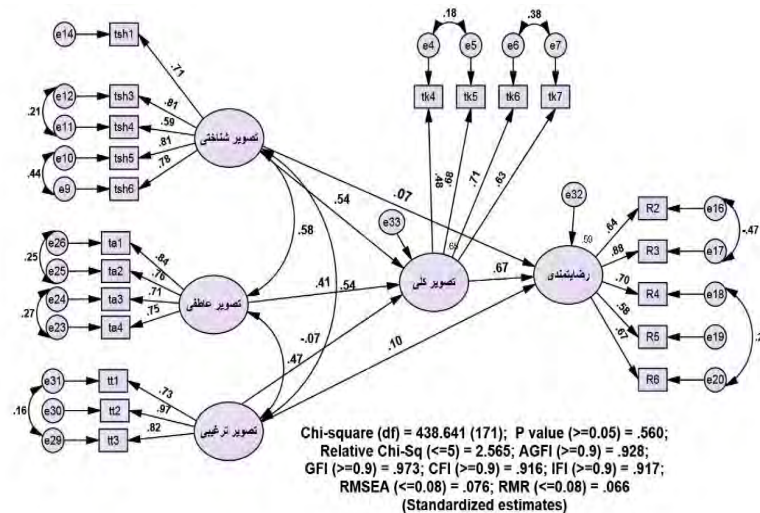 .18
.38
e14
tsh1
e4
e5
e6
e7
.71
tk4
tk5
tk6
tk7
e12
tsh3
.81
.21
e11
tsh4
.59
تصویر شناختی
e10
tsh5
.81
.44
e9
tsh6
.78
.48
.89
.71
.63
.07
e32
.54
e33
R2
e16
.64
-.47
.58
.59
R3
e17
.88
e26
ta1
.84
.25
e25
ta2
.76
.68
تصویر کلی
.67
رضایتمندی
R4
e18
.70
e24
ta3
.71
تصویر عاطفی
.41
.54
.27
e23
ta4
.75
R5
e19
.58
-.07
.47
.10
R6
e20
.67
e31
tt1
.73
.16
e30
tt2
.97
تصویر ترغیبی
e29
tt3
.82
Chi-square (df) = 438.641 (171); P value (>=0.05) = .560;
Relative Chi-Sq (<=5) = 2.565; AGFI (>=0.9) = .928;
GFI (>=0.9) = .973; CFI (>=0.9) = .916; IFI (>=0.9) = .917;
RMSEA (<=0.08) = .076; RMR (<=0.08) = .066
(Standardized estimates)